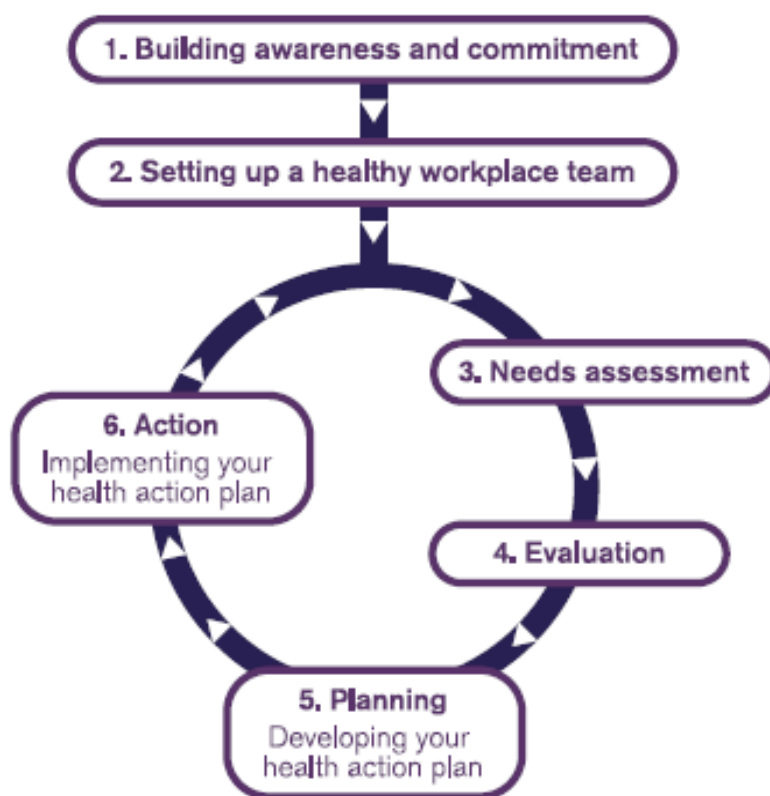 1. Building awareness and commitment
2. Setting up a healthy workplace team
3. Needs assessment
4. Evaluation
5. Planning
Developing your
health action plan
6. Action
Implementing your
health action plan